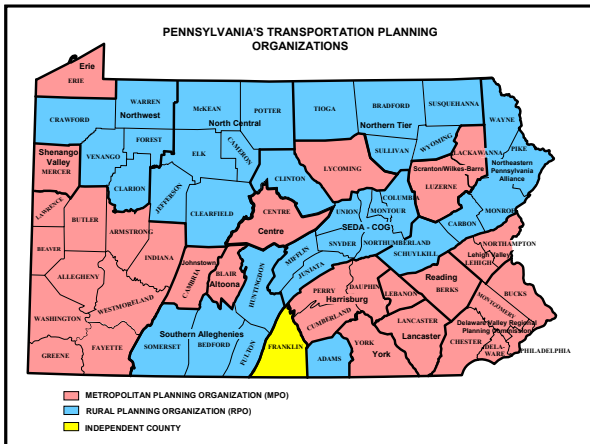 PENNSYLVANIA'S TRANSPORTATION PLANNING
ORGANIZATIONS
Erie
ERIE
CRAWFORD
WARREN
Northwest
McKEAN
POTTER
North Central
TIOGA
BRADFORD
SUSQUEHANNA
Northern Tier
WAYNE
FOREST
VENANGO
ELK
CAMERON
SULLIVAN
WYOMING
LACKAWANNA
PIKE
Shenango
Valley
MERCER
CLARION
JEFFERSON
CLINTON
LYCOMING
Scranton/Wilkes-Barre
LUZERNE
Northeastern
Pennsylvania
Alliance
LAWRENCE
BUTLER
ARMSTRONG
CLEARFIELD
CENTRE
Centre
UNION
MONTOUR
COLUMBIA
SEDA - COG
CARBON
MONROE
BEAVER
ALLEGHENY
INDIANA
Johnstown
CAMBRIA
BLAIR
Altoona
HUNTINGDON
MIFFLIN
SNYDER
JUNIATA
NORTHUMBERLAND
SCHUYLKILL
NORTHAMPTON
Lehigh Valley
LEHIGH
WASHINGTON
WESTMORELAND
PERRY
DAUPHIN
Harrisburg
LEBANON
Reading
BERKS
BUCKS
MONTGOMERY
GREENE
FAYETTE
Southern Alleghenies
SOMERSET
BEDFORD
FULTON
FRANKLIN
CUMBERLAND
ADAMS
YORK
York
LANCASTER
Lancaster
CHESTER
Delaware Valley Regional
Planning Commission
DELA-
WARE
PHILADELPHIA
METROPOLITAN PLANNING ORGANIZATION (MPO)
RURAL PLANNING ORGANIZATION (RPO)
INDEPENDENT COUNTY